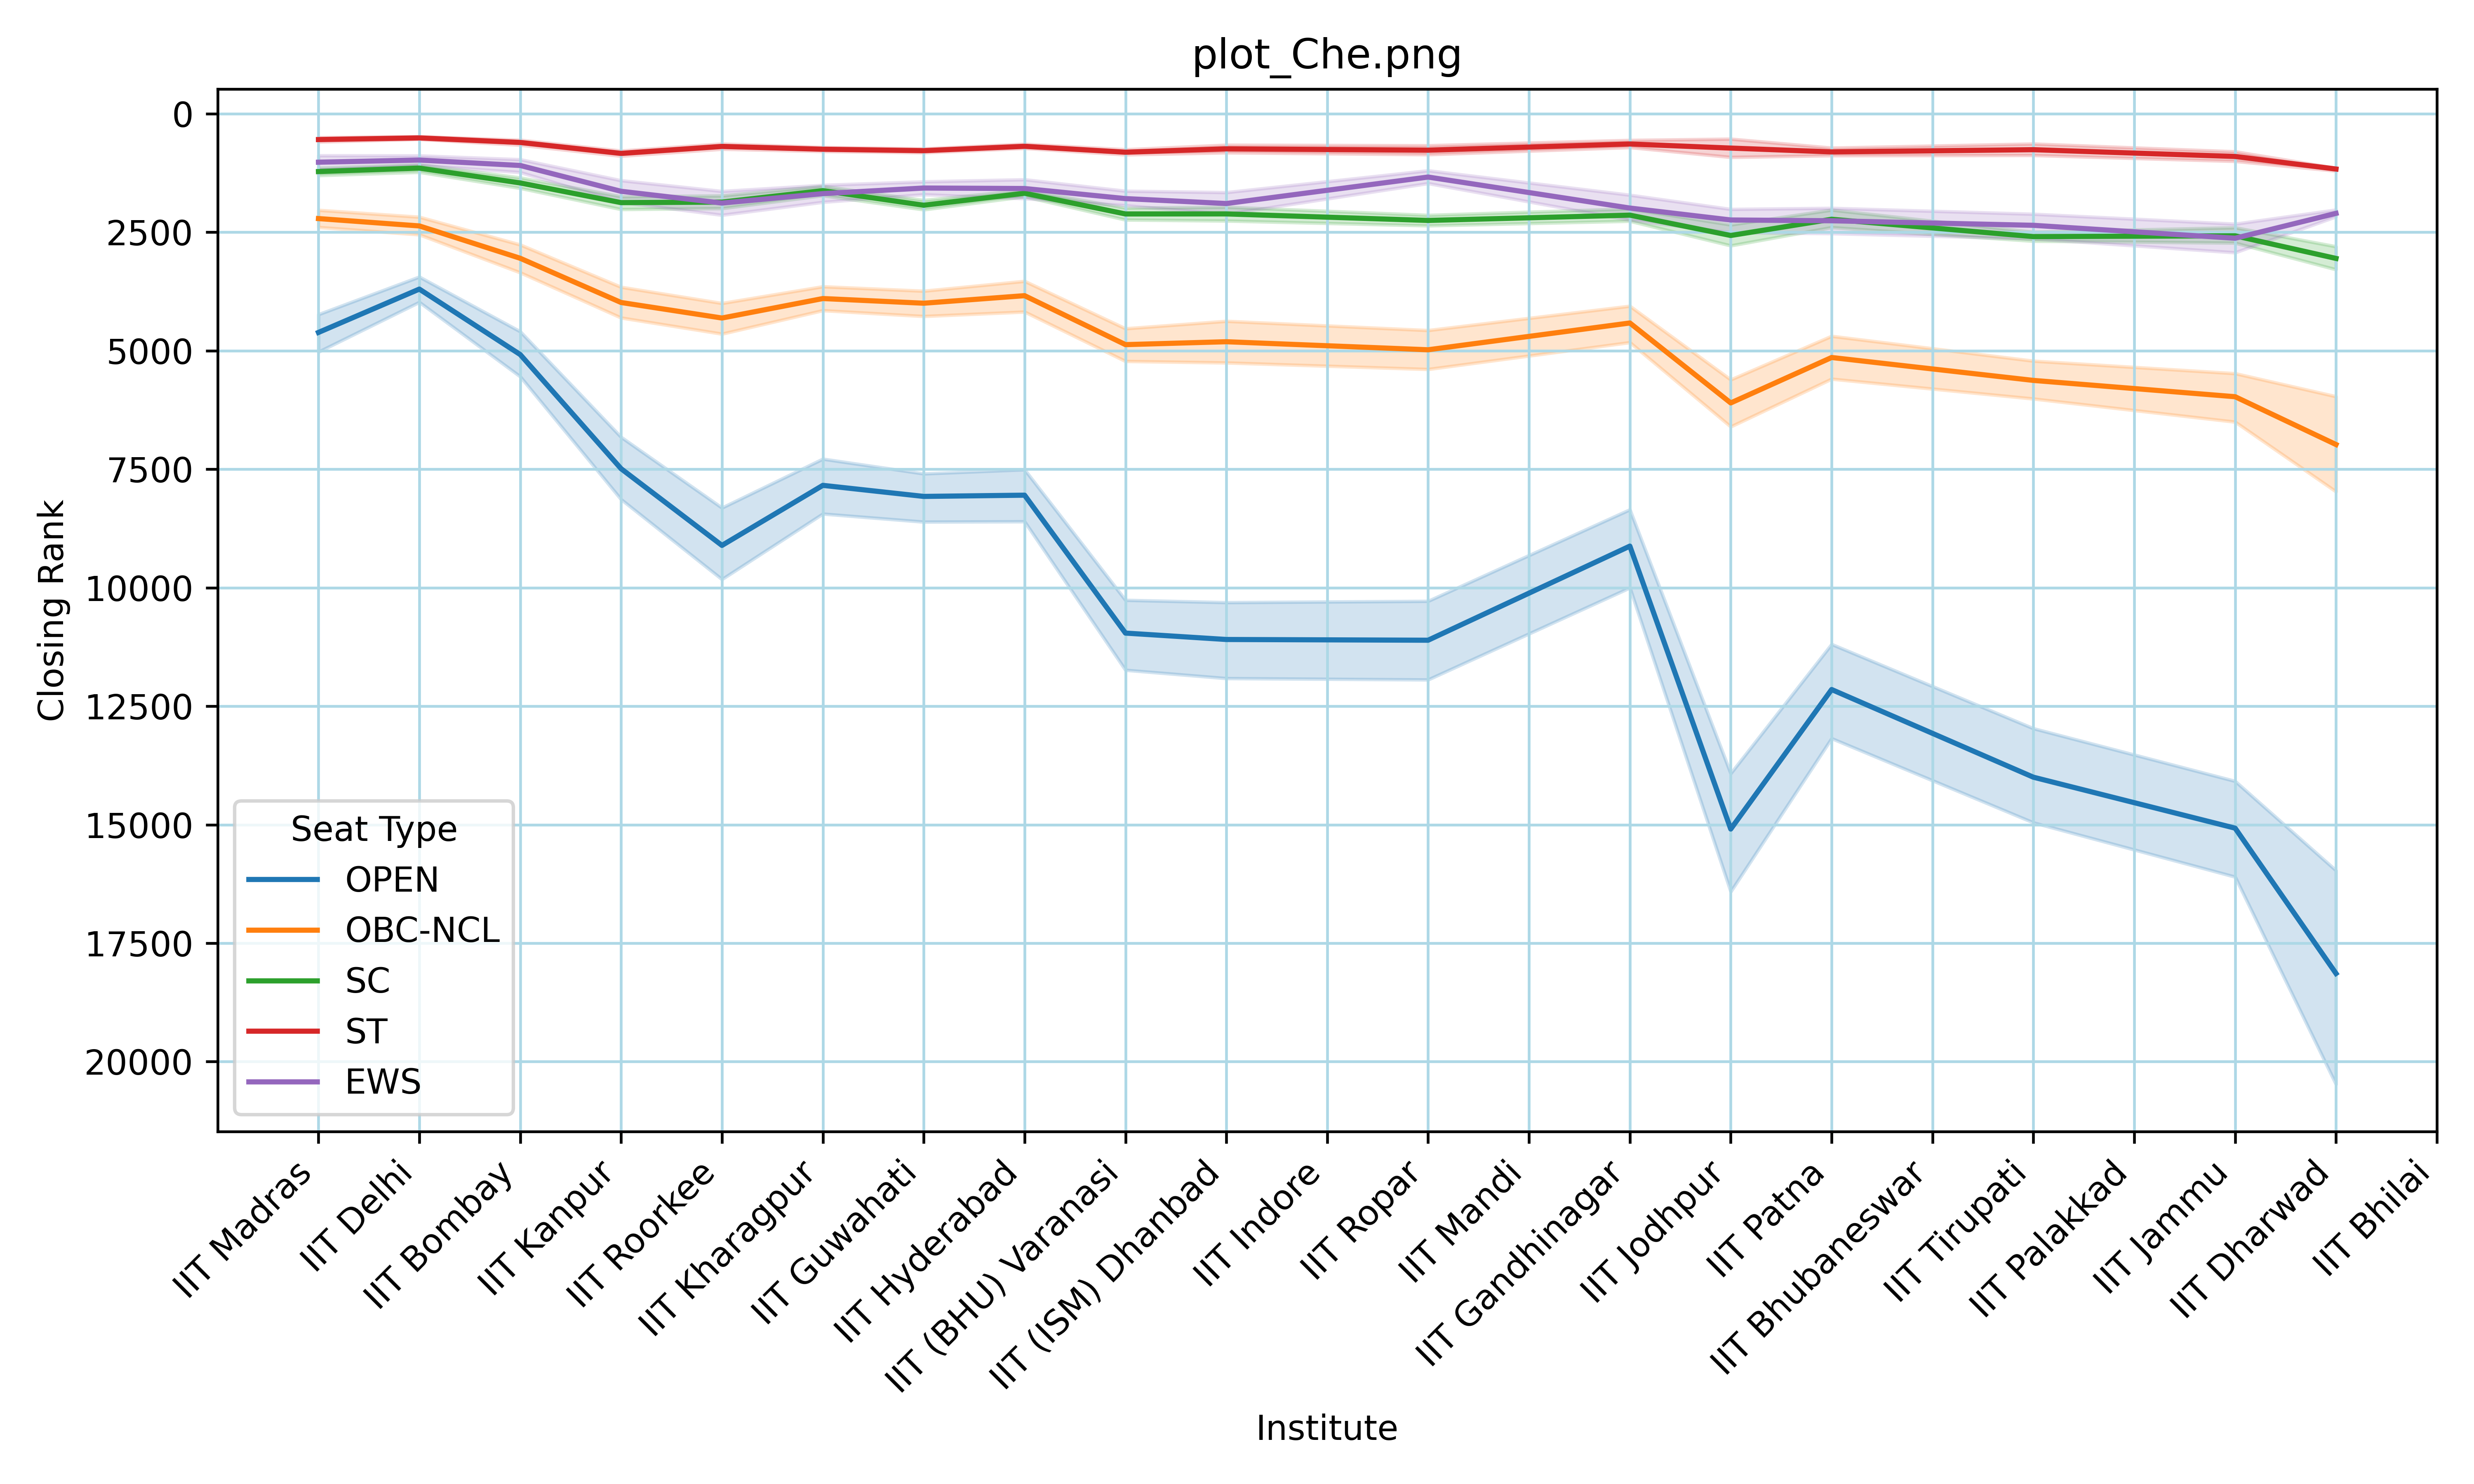 plot_Che.png
Closing Rank
0
2500
5000
7500
10000
12500
15000
17500
20000
Seat Type
OPEN
OBC-NCL
SC
ST
EWS
IIT Madras
IIT Delhi
IIT Bombay
IIT Kanpur
IIT Roorkee
IIT Kharagpur
IIT Guwahati
IIT Hyderabad
IIT (BHU) Varanasi
IIT (ISM) Dhanbad
IIT Indore
IIT Ropar
IIT Mandi
IIT Gandhinagar
IIT Jodhpur
IIT Patna
IIT Bhubaneswar
IIT Tirupati
IIT Palakkad
IIT Jammu
IIT Dharwad
IIT Bhilai
Institute